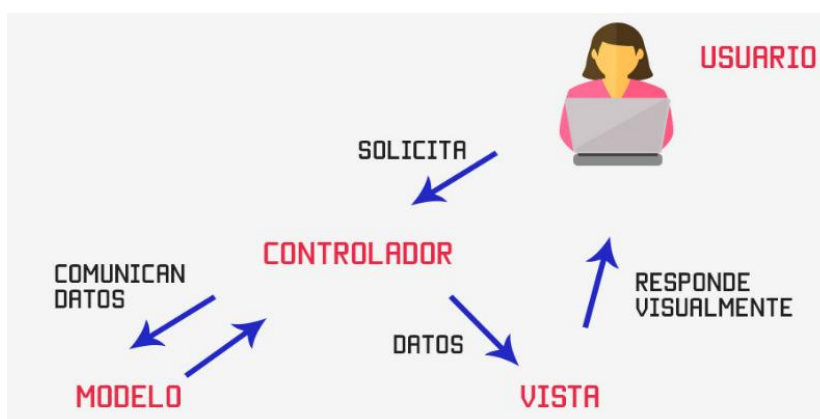 USUARIO
SOLICITA
CONTROLADOR
COMUNICAN
DATOS
RESPONDE
VISUALMENTE
DATOS
MODELO
VISTA